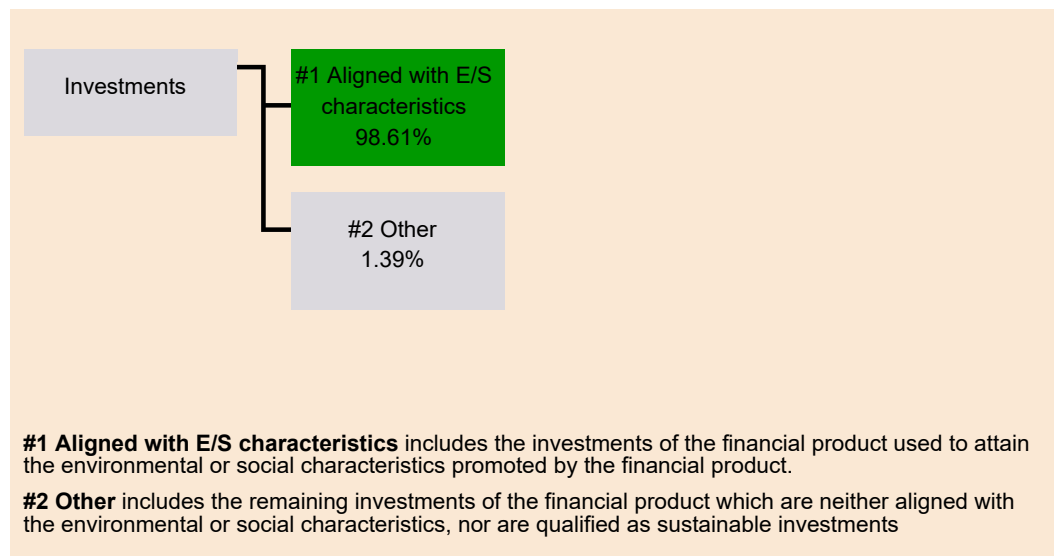 Investments
#1 Aligned with E/S
characteristics
98.61%
#2 Other
1.39%
#1 Aligned with E/S characteristics includes the investments of the financial product used to attain
the environmental or social characteristics promoted by the financial product.
#2 Other includes the remaining investments of the financial product which are neither aligned with
the environmental or social characteristics, nor are qualified as sustainable investments